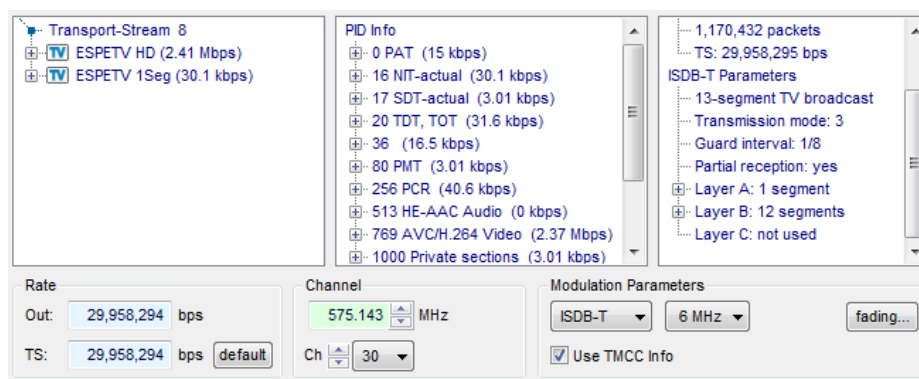 Transport-Stream 8
TV ESPETV HD (2.41 Mbps)
TV ESPETV 1Seg (30.1 kbps)
PID Info
0 PAT (15 kbps)
16 NIT-actual (30.1 kbps)
17 SDT-actual (3.01 kbps)
20 TDT, TOT (31.6 kbps)
36 (16.5 kbps)
80 PMT (3.01 kbps)
256 PCR (40.6 kbps)
513 HE-AAC Audio (0 kbps)
769 AVC/H.264 Video (2.37 Mbps)
1000 Private sections (3.01 kbps)
1,170,432 packets
TS: 29,958,295 bps
ISDB-T Parameters
13-segment TV broadcast
Transmission mode: 3
Guard interval: 1/8
Partial reception: yes
Layer A: 1 segment
Layer B: 12 segments
Layer C: not used
Rate
Out: 29,958,294 bps
TS: 29,958,294 bps default
Channel
575.143 MHz
Ch 30
Modulation Parameters
ISDB-T 6 MHz fading...
Use TMCC Info